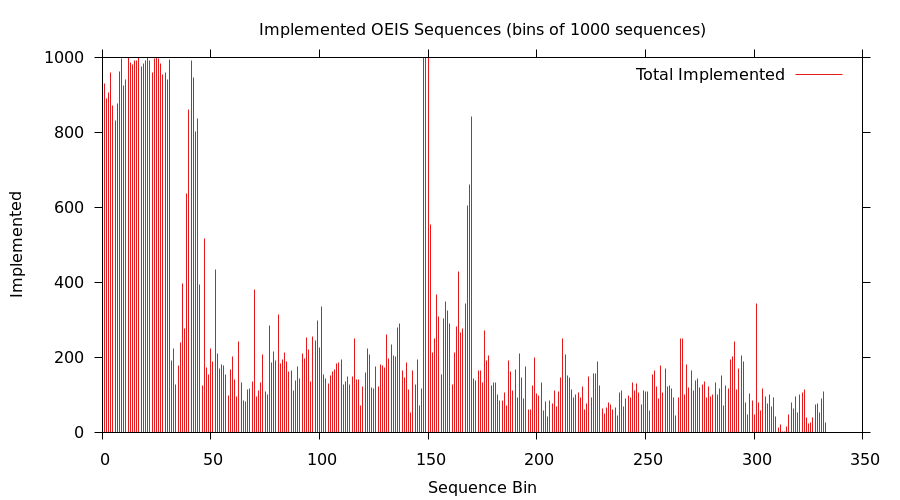 Implemented OEIS Sequences (bins of 1000 sequences)
1000
800
600
400
200
0
Implemented
Total Implemented
0 50 100 150 200 250 300 350
Sequence Bin